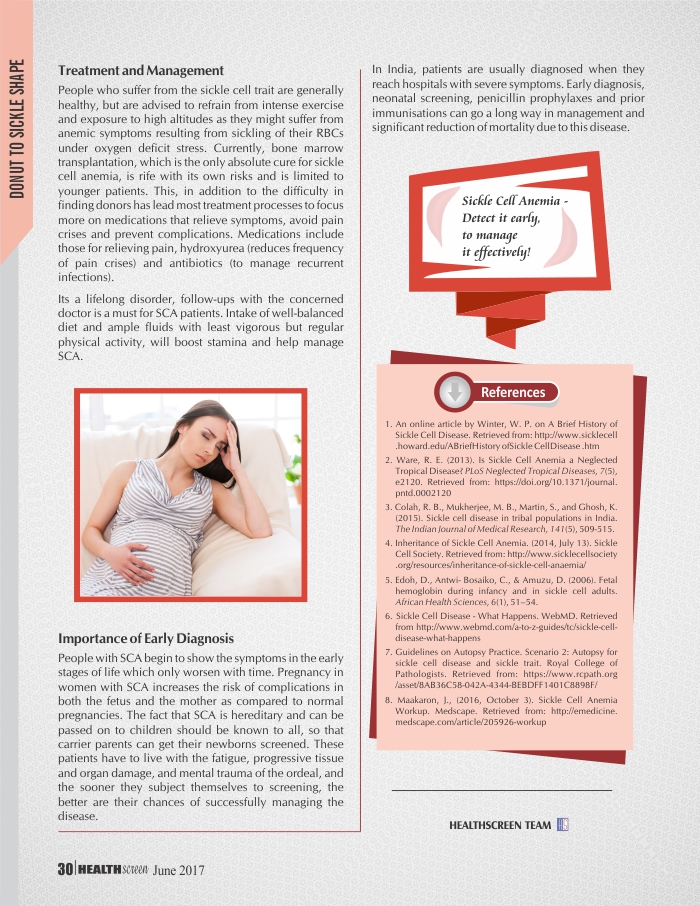 DONUT TO SICKLE SHAPE
Treatment and Management
People who suffer from the sickle cell trait are generally
healthy, but are advised to refrain from intense exercise
and exposure to high altitudes as they might suffer from
anemic symptoms resulting from sickling of their RBCs
under oxygen deficit stress. Currently, bone marrow
transplantation, which is the only absolute cure for sickle
cell anemia, is rife with its own risks and is limited to
younger patients. This, in addition to the difficulty in
finding donors has lead most treatment processes to focus
more on medications that relieve symptoms, avoid pain
crises and prevent complications. Medications include
those for relieving pain, hydroxyurea (reduces frequency
of pain crises) and antibiotics (to manage recurrent
infections).
Its a lifelong disorder, follow-ups with the concerned
doctor is a must for SCA patients. Intake of well-balanced
diet and ample fluids with least vigorous but regular
physical activity, will boost stamina and help manage
SCA.
Importance of Early Diagnosis
People with SCA begin to show the symptoms in the early
stages of life which only worsen with time. Pregnancy in
women with SCA increases the risk of complications in
both the fetus and the mother as compared to normal
pregnancies. The fact that SCA is hereditary and can be
passed on to children should be known to all, so that
carrier parents can get their newborns screened. These
patients have to live with the fatigue, progressive tissue
and organ damage, and mental trauma of the ordeal, and
the sooner they subject themselves to screening, the
better are their chances of successfully managing the
disease.
In India, patients are usually diagnosed when they
reach hospitals with severe symptoms. Early diagnosis,
neonatal screening, penicillin prophylaxes and prior
immunisations can go a long way in management and
significant reduction of mortality due to this disease.
Sickle Cell Anemia -
Detect it early,
to manage
it effectively!
References
1. An online article by Winter, W. P. on A Brief History of
Sickle Cell Disease. Retrieved from: http://www.sicklecell
.howard.edu/ABriefHistory ofSickle CellDisease .htm
2. Ware, R. E. (2013). Is Sickle Cell Anemia a Neglected
Tropical Disease? PLoS Neglected Tropical Diseases, 7(5),
e2120. Retrieved from: https://doi.org/10.1371/journal.
pntd.0002120
3. Colah, R. B., Mukherjee, M. B., Martin, S., and Ghosh, K.
(2015). Sickle cell disease in tribal populations in India.
The Indian Journal of Medical Research, 141(5), 509-515.
4. Inheritance of Sickle Cell Anemia. (2014, July 13). Sickle
Cell Society. Retrieved from: http://www.sicklecellsociety
.org/resources/inheritance-of-sickle-cell-anaemia/
5. Edoh, D., Antwi- Bosaiko, C., & Amuzu, D. (2006). Fetal
hemoglobin during infancy and in sickle cell adults.
African Health Sciences, 6(1), 51–54.
6. Sickle Cell Disease - What Happens. WebMD. Retrieved
from http://www.webmd.com/a-to-z-guides/tc/sickle-cell-
disease-what-happens
7. Guidelines on Autopsy Practice. Scenario 2: Autopsy for
sickle cell disease and sickle trait. Royal College of
Pathologists. Retrieved from: https://www.rcpath.org
/asset/8AB36C58-042A-4344-BEBDFF1401C8898F/
8. Maakaron, J., (2016, October 3). Sickle Cell Anemia
Workup. Medscape. Retrieved from: http://emedicine.
medscape.com/article/205926-workup
HEALTHSCREEN TEAM
30 HEALTHscreen June 2017